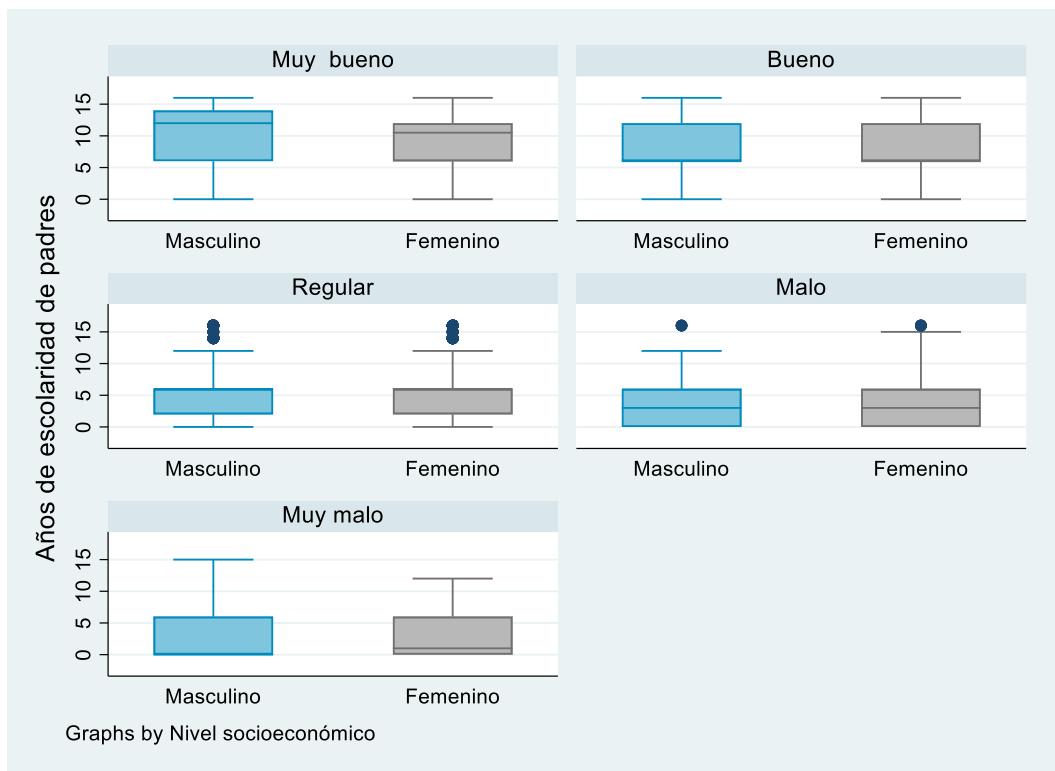 Años de escolaridad de padres
Muy  bueno
15
10
5
0
Masculino
Femenino
Bueno
Masculino
Femenino
Regular
15
10
5
0
Masculino
Femenino
Malo
Masculino
Femenino
Muy malo
15
10
5
0
Masculino
Femenino
Graphs by Nivel socioeconómico